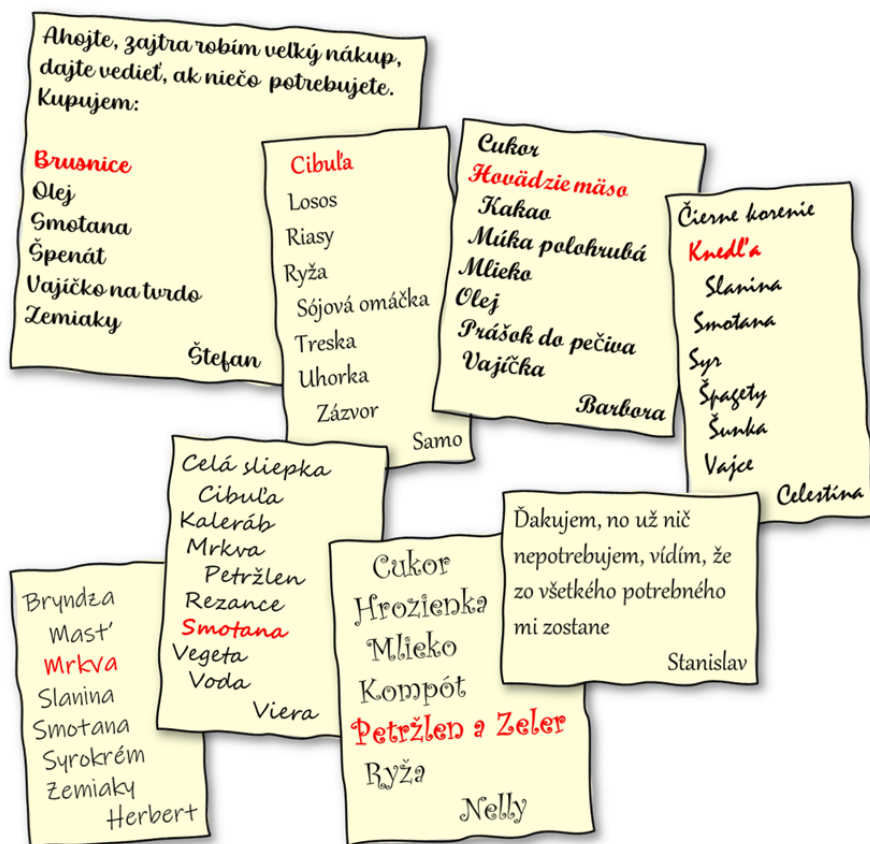 Ahojte, zajtra robím veľký nákup,
dajte vedieť, ak niečo potrebujete.
Kupujem:
Brusnice
Olej
Smotana
Špenát
Vajíčko na tvrdo
Zemiaky
Štefan
Cibuľa
Losos
Riasy
Ryža
Sójová omáčka
Treska
Uhorka
Zázvor
Samo
Cukor
Hovädzie mäso
Kakao
Múka polohrubá
Mlieko
Olej
Prášok do pečiva
Vajíčka
Barbora
Čierne korenie
Knedľa
Slanina
Smotana
Syr
Špagety
Šunka
Vajce
Celestína
Bryndza
Masť
Mrkva
Slanina
Smotana
Syrokrém
Zemiaky
Herbert
Celá sliepka
Cibuľa
Kaleráb
Mrkva
Petržlen
Rezance
Smotana
Vegeta
Voda
Viera
Cukor
Hrozienka
Mlieko
Kompót
Petržlen a Zeler
Ryža
Nelly
Ďakujem, no už nič
nepotrebujem, vídím, že
zo všetkého potrebného
mi zostane
Stanislav